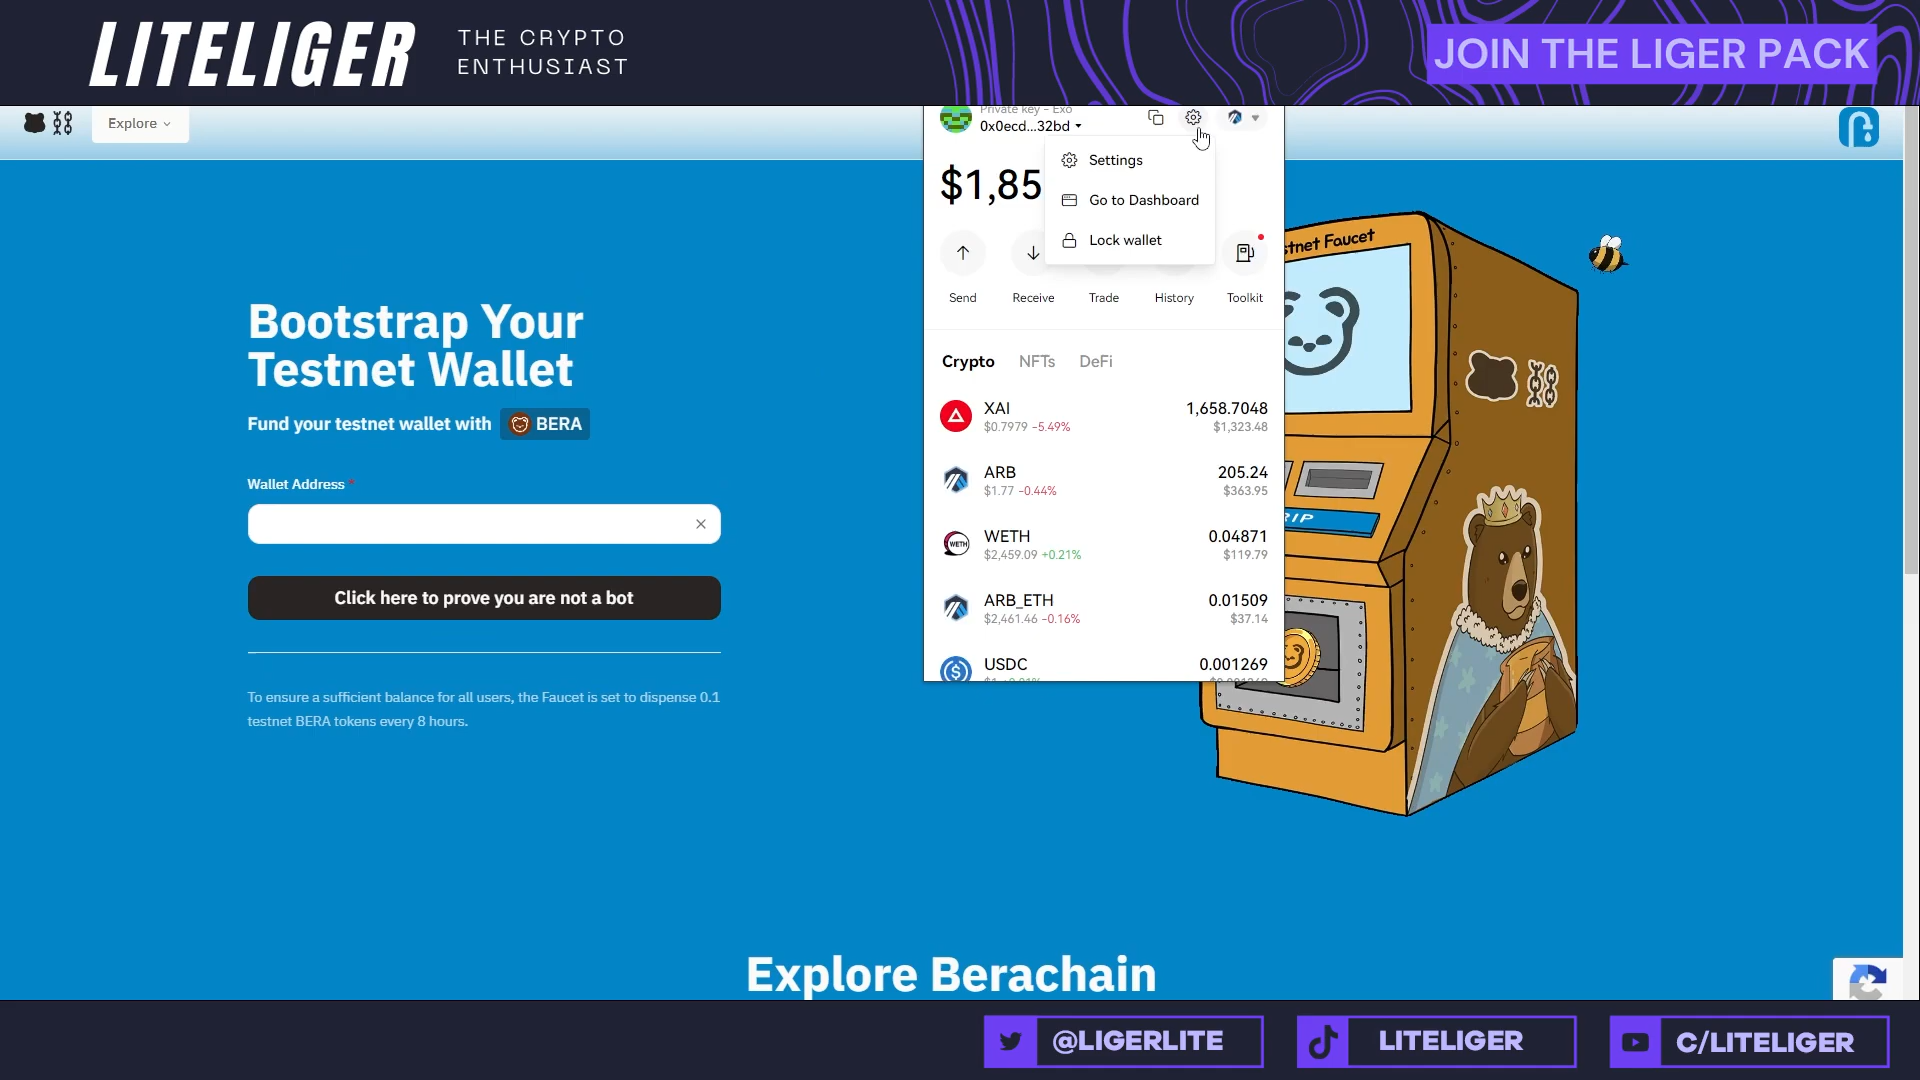 LITELIGER
THE CRYPTO
ENTHUSIAST
JOIN THE LIGER PACK
Explore
Private key – Exo
0x0ecd...32bd
$1,85
Settings
Go to Dashboard
Lock wallet
Send
Receive
Trade
History
Toolkit
Crypto
NFTs
DeFi
XAI
1,658.7048
$0.7979 -5.49%
$1,323.48
ARB
205.24
$1.77 -0.44%
$363.95
WETH
WETH
0.04871
$2,459.09 +0.21%
$119.79
ARB_ETH
0.01509
$2,461.46 -0.16%
$37.14
USDC
0.001269
Bootstrap Your
Testnet Wallet
Fund your testnet wallet with BERA
Wallet Address *
Click here to prove you are not a bot
To ensure a sufficient balance for all users, the Faucet is set to dispense 0.1
testnet BERA tokens every 8 hours.
stnet Faucet
RIP
Explore Berachain
@LIGERLITE
LITELIGER
C/LITELIGER